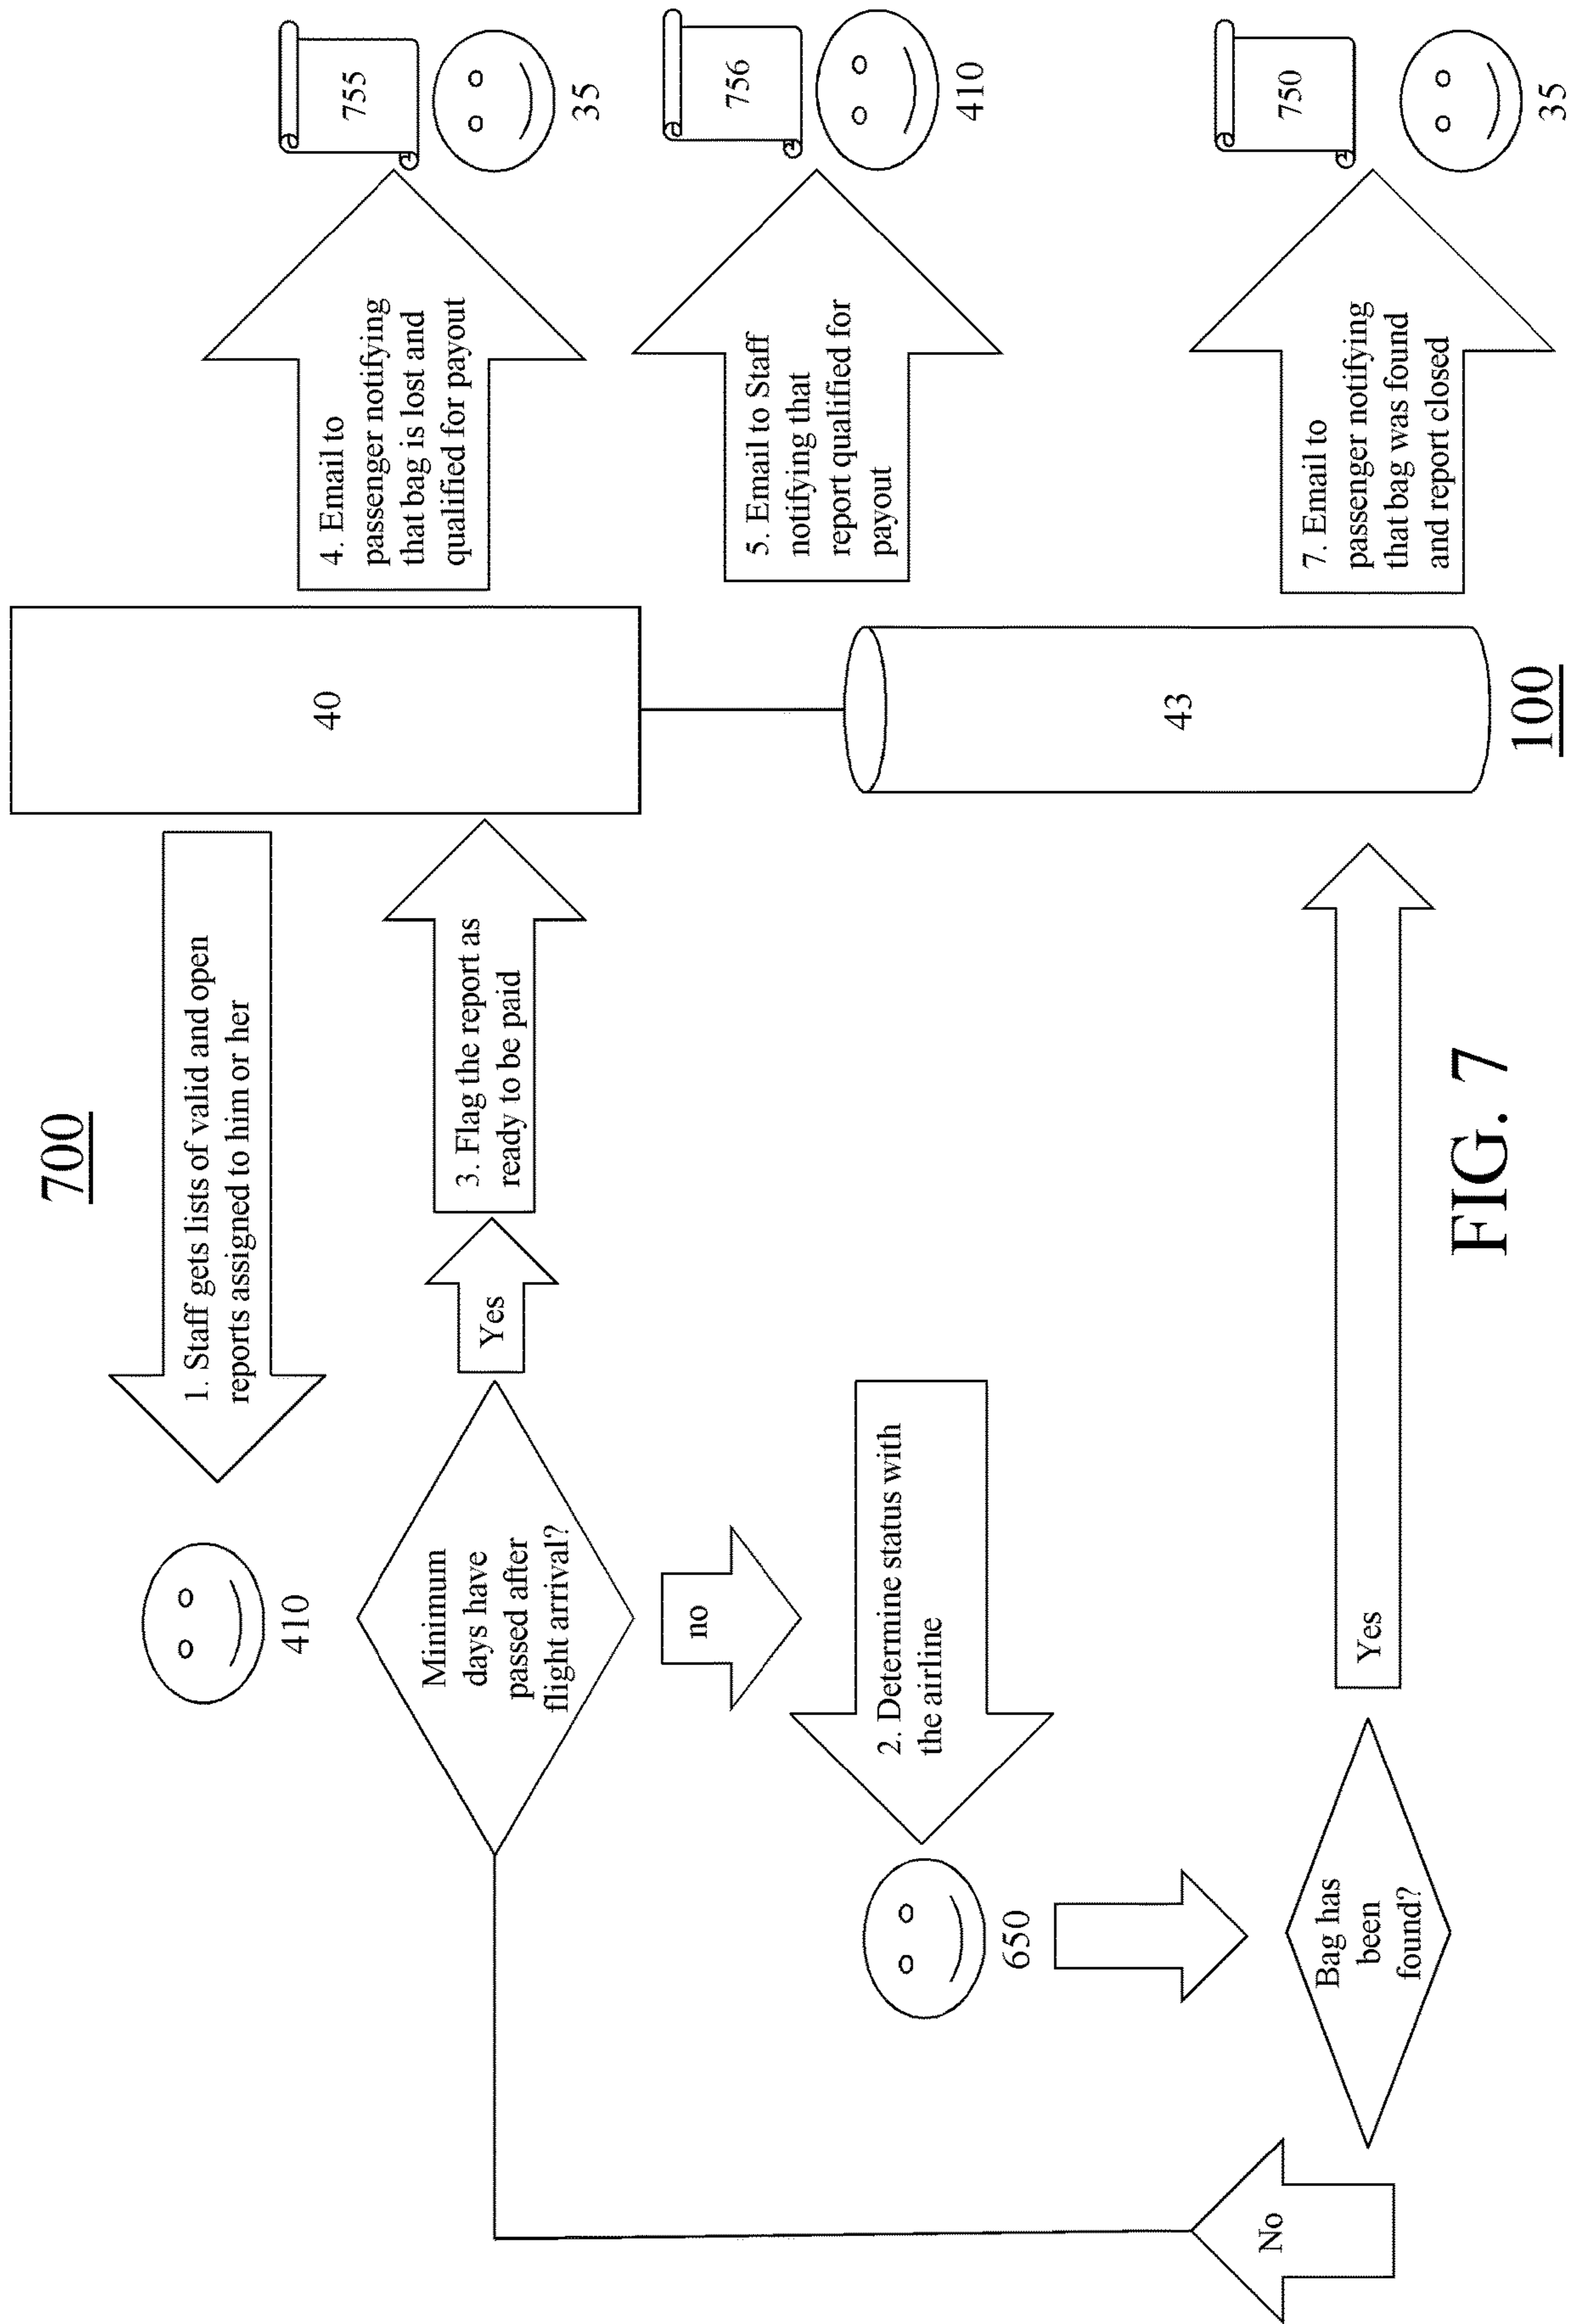 700
1. Staff gets lists of valid and open
reports assigned to him or her
410
40
Minimum
days have
passed after
flight arrival?
Yes
3. Flag the report as
ready to be paid
4. Email to
passenger notifying
that bag is lost and
qualified for payout
755
35
no
2. Determine status with
the airline
650
5. Email to Staff
notifying that
report qualified for
payout
756
410
43
No
Bag has
been
found?
Yes
7. Email to
passenger notifying
that bag was found
and report closed
750
35
100
FIG. 7